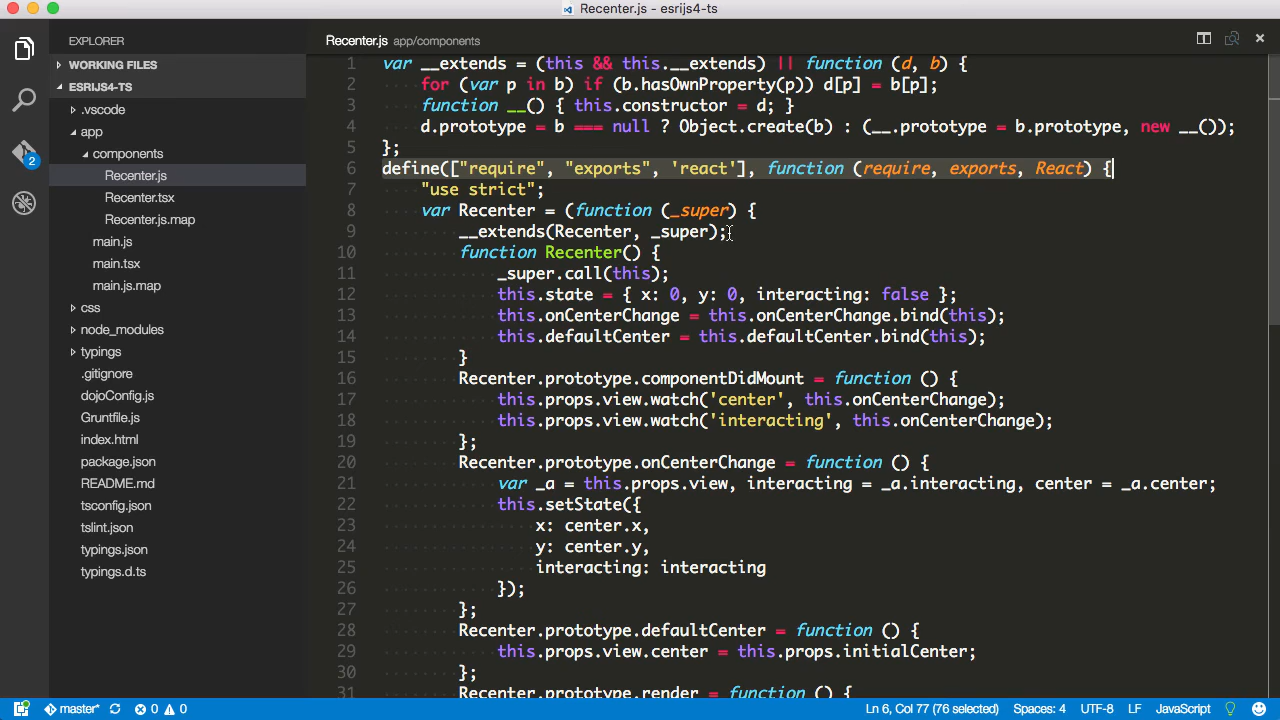 Recenter.js - esrijs4-ts
EXPLORER
WORKING FILES
ESRIJS4-TS
.vscode
app
components
Recenter.js
Recenter.tsx
Recenter.js.map
main.js
main.tsx
main.js.map
css
node_modules
typings
.gitignore
dojoConfig.js
Gruntfile.js
index.html
package.json
README.md
tsconfig.json
tslint.json
typings.json
typings.d.ts
2
Recenter.js app/components
1 var __extends = (this && this.__extends) || function (d, b) {
2 for (var p in b) if (b.hasOwnProperty(p)) d[p] = b[p];
3 function __() { this.constructor = d; }
4 d.prototype = b === null ? Object.create(b) : (__.prototype = b.prototype, new __());
5 };
6 define(["require", "exports", 'react'], function (require, exports, React) {
7 "use strict";
8 var Recenter = (function (_super) {
9 __extends(Recenter, _super);
10 function Recenter() {
11 _super.call(this);
12 this.state = { x: 0, y: 0, interacting: false };
13 this.onCenterChange = this.onCenterChange.bind(this);
14 this.defaultCenter = this.defaultCenter.bind(this);
15 }
16 Recenter.prototype.componentDidMount = function () {
17 this.props.view.watch('center', this.onCenterChange);
18 this.props.view.watch('interacting', this.onCenterChange);
19 };
20 Recenter.prototype.onCenterChange = function () {
21 var _a = this.props.view, interacting = _a.interacting, center = _a.center;
22 this.setState({
23 x: center.x,
24 y: center.y,
25 interacting: interacting
26 });
27 };
28 Recenter.prototype.defaultCenter = function () {
29 this.props.view.center = this.props.initialCenter;
30 };
31 Recenter.prototype.render = function () {
master* 0 0 Ln 6, Col 77 (76 selected) Spaces: 4 UTF-8 LF JavaScript